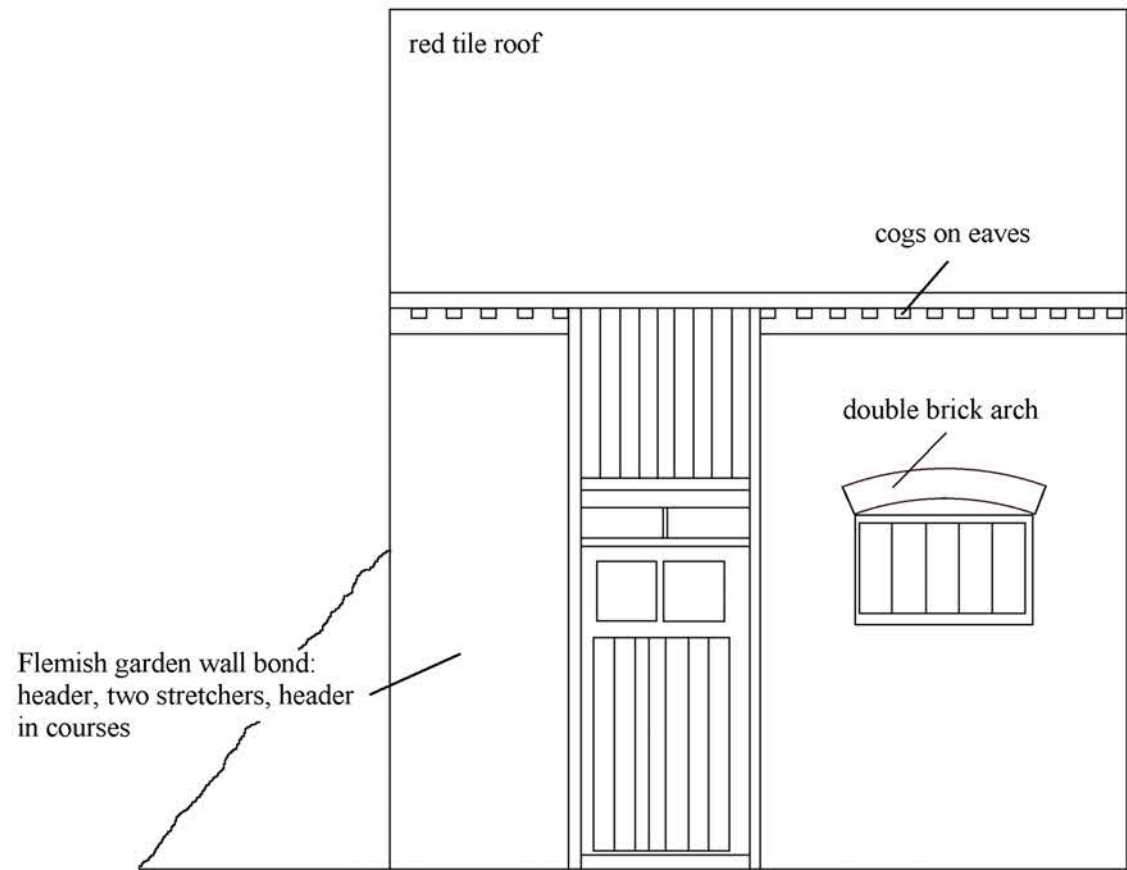 red tile roof
cogs on eaves
double brick arch
Flemish garden wall bond:
header, two stretchers, header
in courses